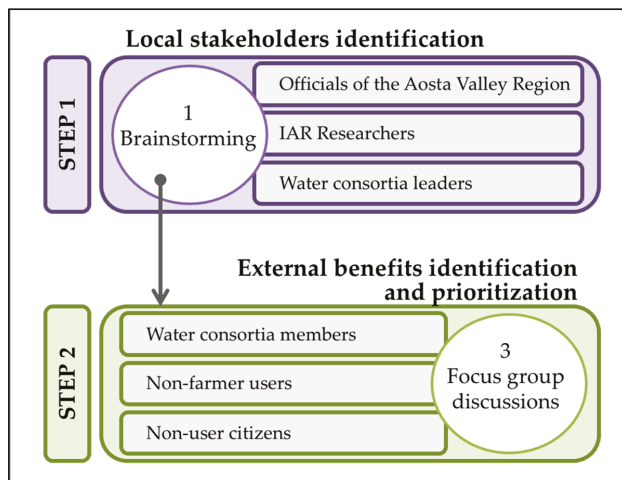 Local stakeholders identification
STEP 1
1
Brainstorming
Officials of the Aosta Valley Region
IAR Researchers
Water consortia leaders
External benefits identification
and prioritization
STEP 2
Water consortia members
Non-farmer users
Non-user citizens
3
Focus group
discussions